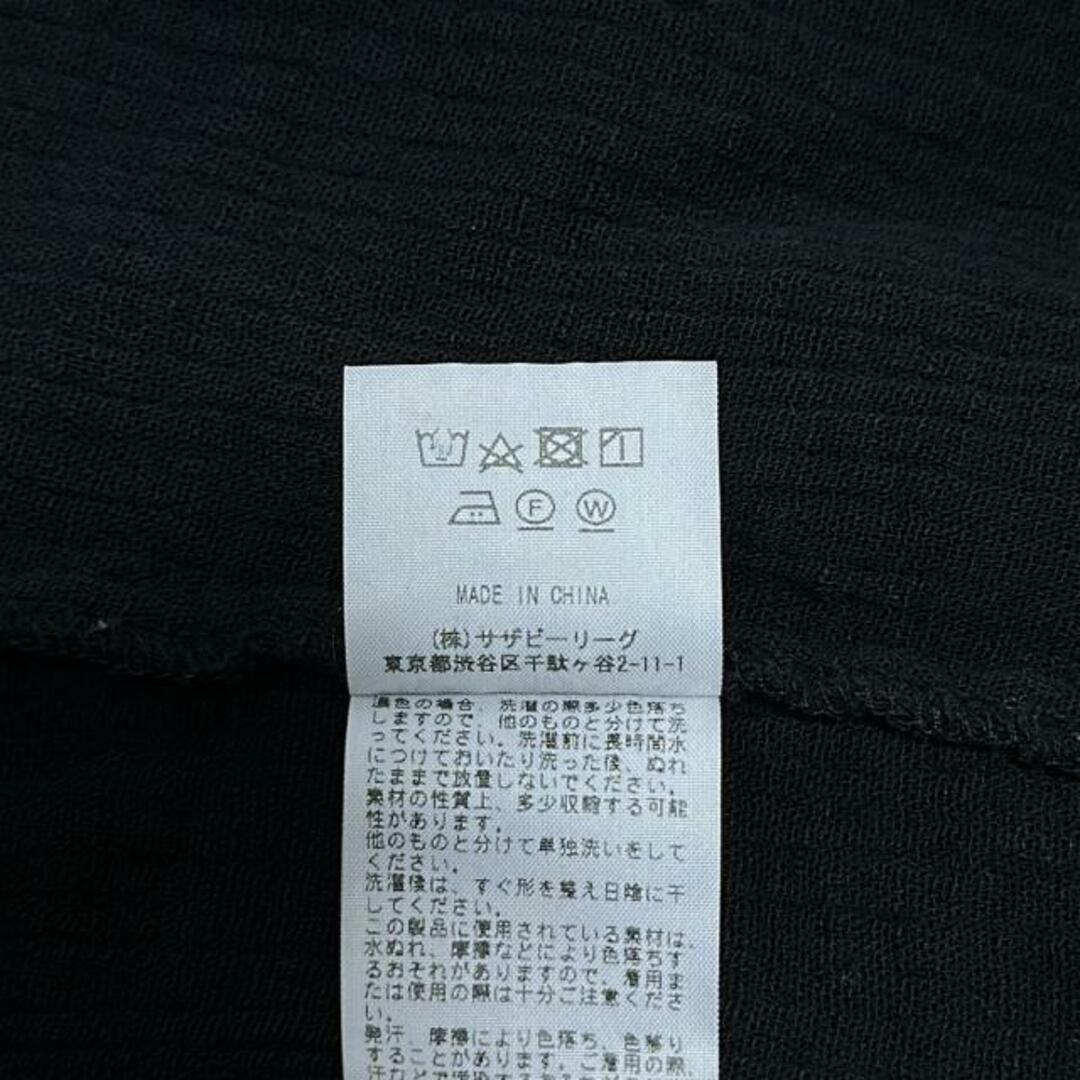 F W
MADE IN CHINA
(株)サザビーリーグ
東京都渋谷区千駄ヶ谷2-11-1
濃色の場合、洗濯の際多少色落ち
しますので、他のものと分けて洗
ってください。洗濯前に長時間水
につけておいたり洗った後、ぬれ
たままで放置しないでください。
素材の性質上、多少収縮する可能
性があります。
他のものと分けて単独洗いをして
ください。
洗濯後は、すぐ形を整え日陰に干
してください。
この製品に使用されている素材は、
水ぬれ、摩擦などにより色落ちす
るおそれがありますので、着用ま
たは使用の際は十分ご注意くださ
い。
発汗、摩擦により色落ち、色移り
することがあります。ご着用の際、
汗などで